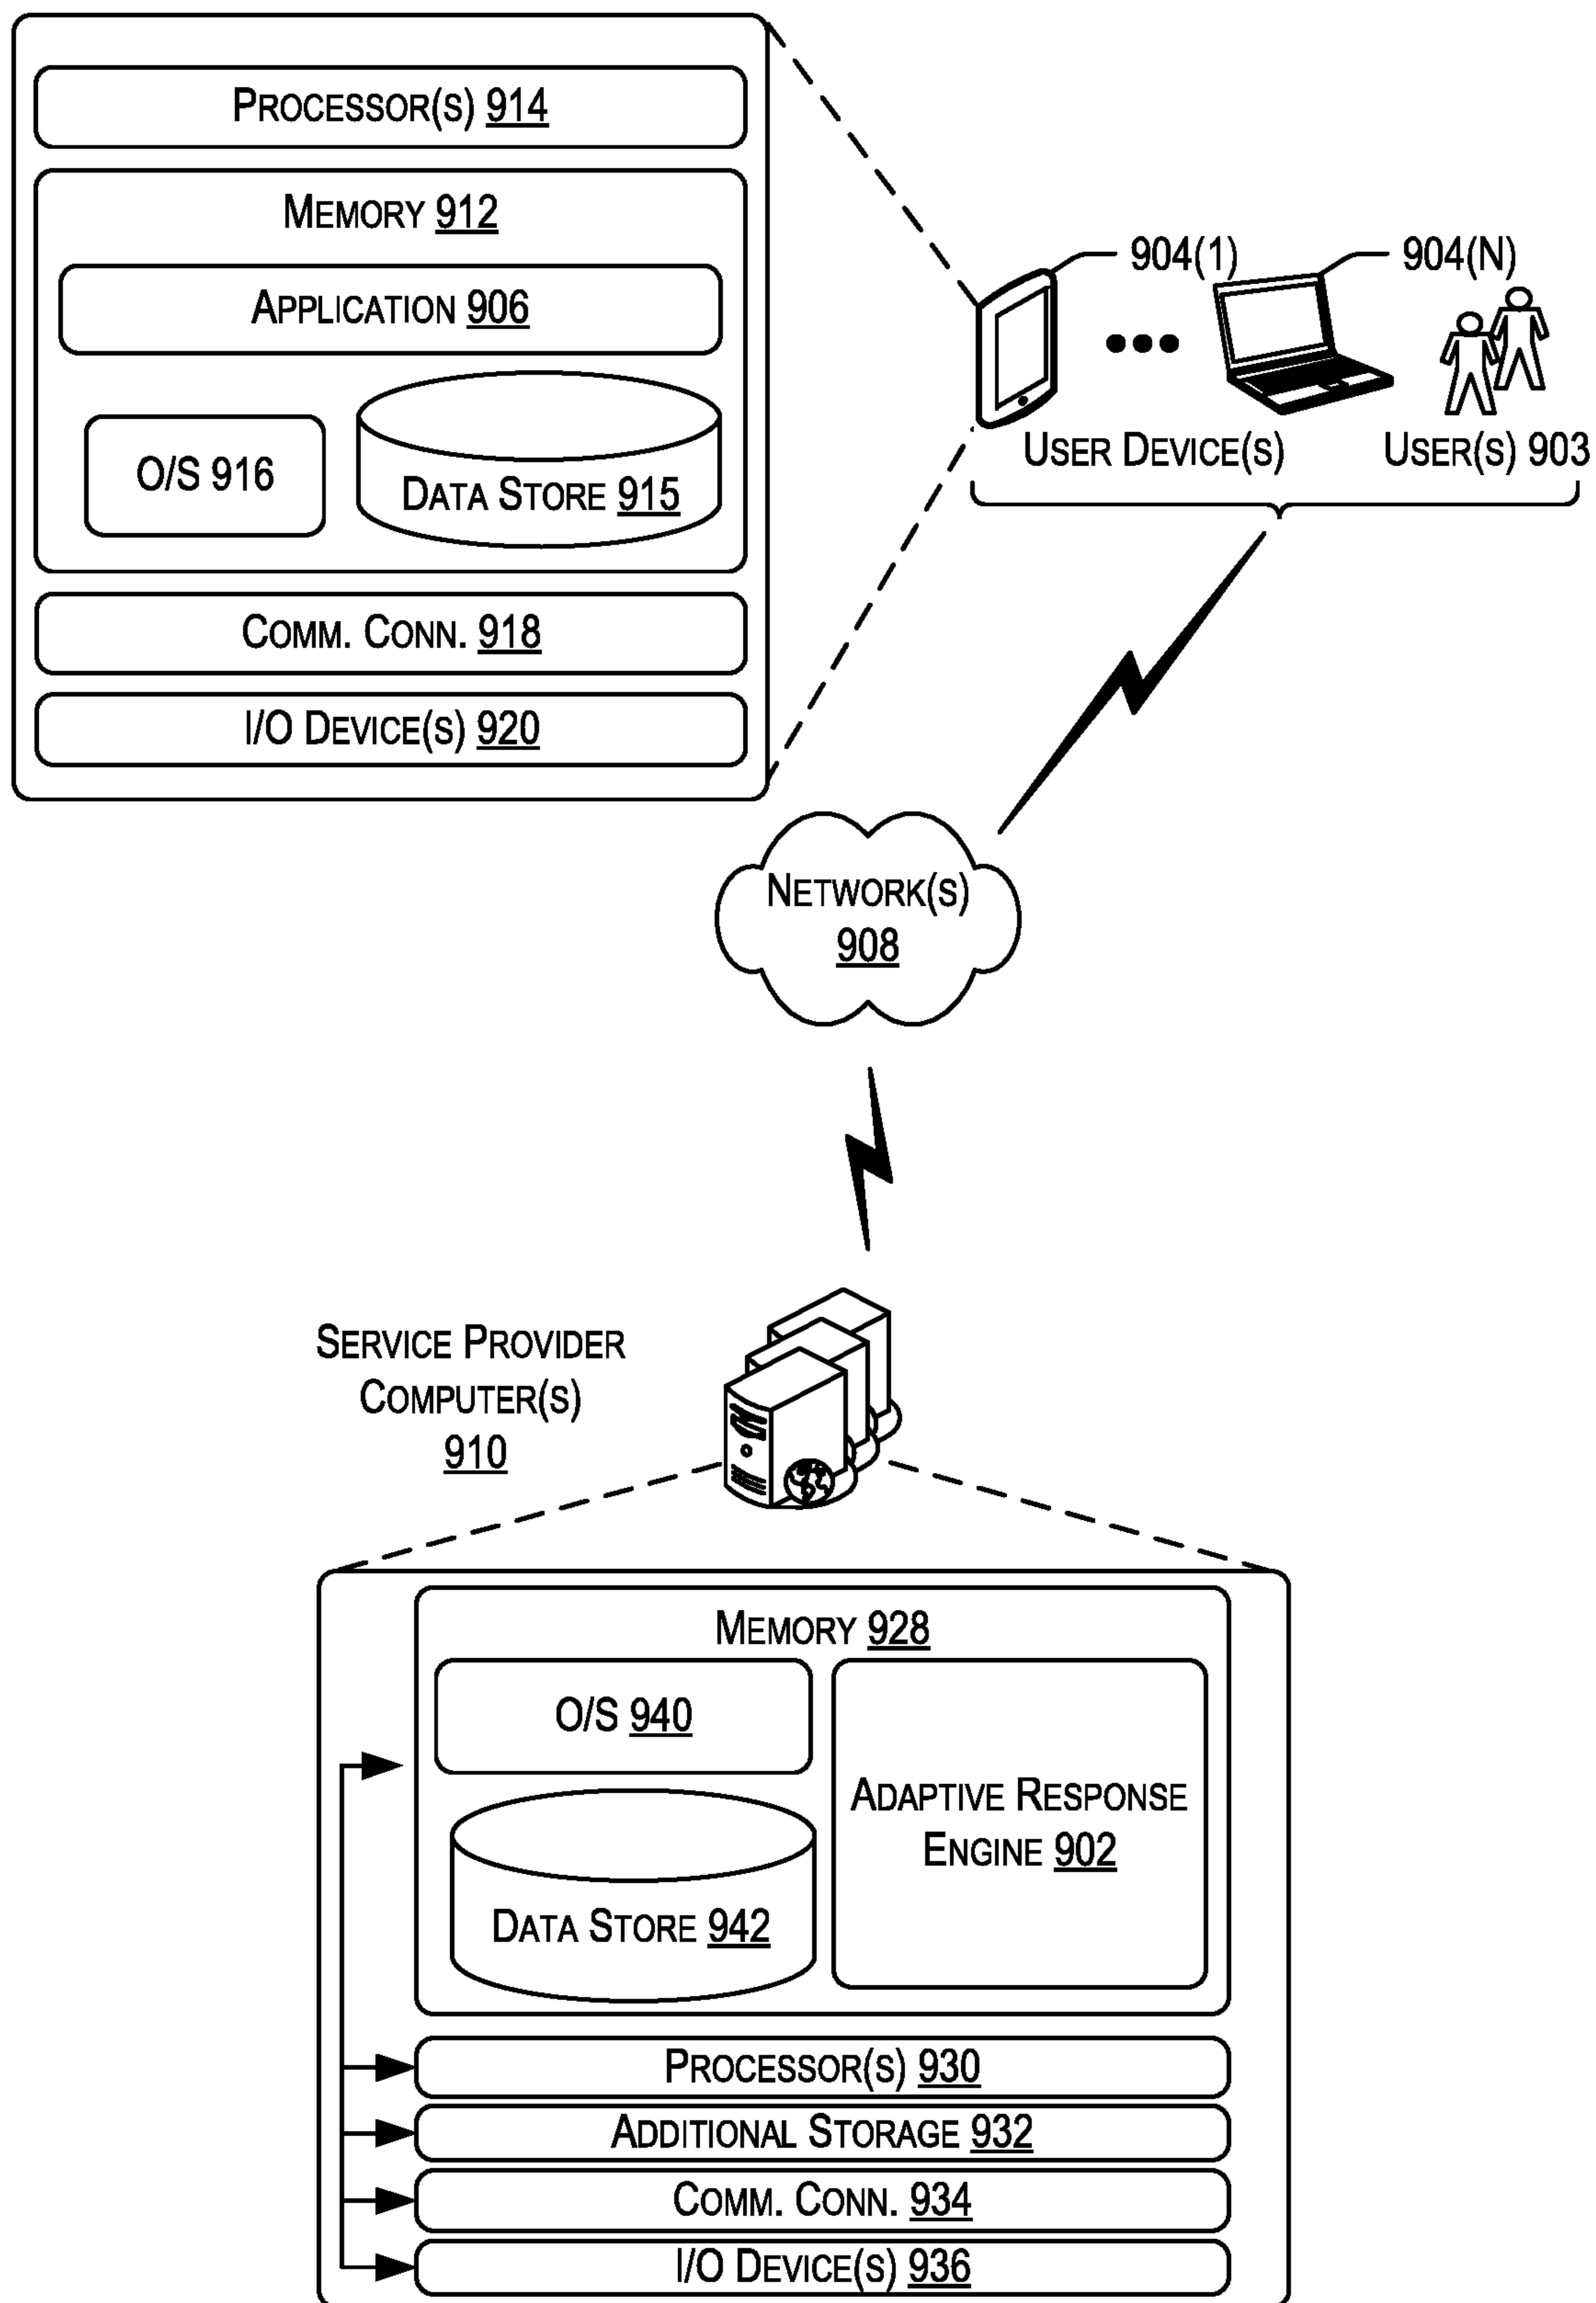 PROCESSOR(S) 914
MEMORY 912
APPLICATION 906
O/S 916
DATA STORE 915
COMM. CONN. 918
I/O DEVICE(S) 920
904(1)
904(N)
USER DEVICE(S)
USER(S) 903
NETWORK(S)
908
SERVICE PROVIDER
COMPUTER(S)
910
MEMORY 928
O/S 940
DATA STORE 942
ADAPTIVE RESPONSE
ENGINE 902
PROCESSOR(S) 930
ADDITIONAL STORAGE 932
COMM. CONN. 934
I/O DEVICE(S) 936